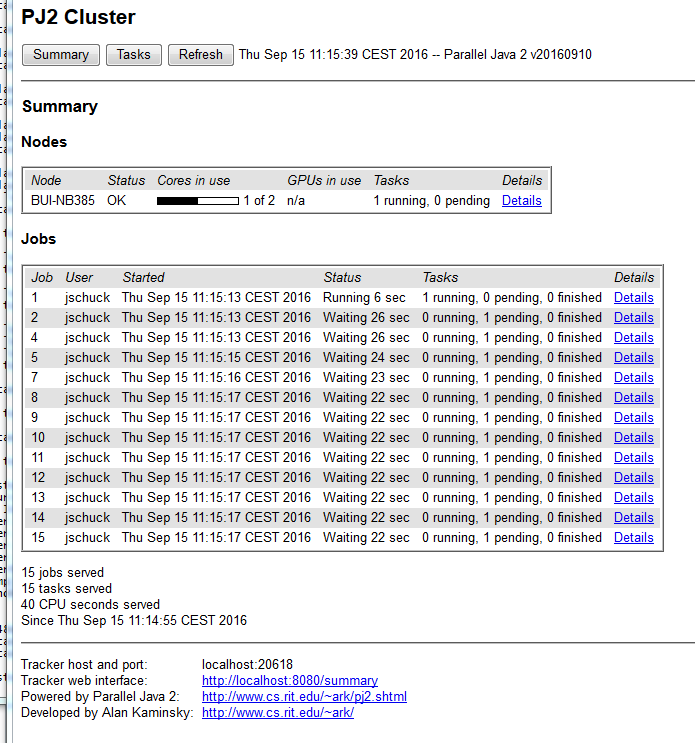 PJ2 Cluster
Summary Tasks Refresh Thu Sep 15 11:15:39 CEST 2016 -- Parallel Java 2 v20160910
Summary
Nodes
Node Status Cores in use GPUs in use Tasks Details
BUI-NB385 OK 1 of 2 n/a 1 running, 0 pending Details
Jobs
Job User Started Status Tasks Details
1 jschuck Thu Sep 15 11:15:13 CEST 2016 Running 6 sec 1 running, 0 pending, 0 finished Details
2 jschuck Thu Sep 15 11:15:13 CEST 2016 Waiting 26 sec 0 running, 1 pending, 0 finished Details
4 jschuck Thu Sep 15 11:15:13 CEST 2016 Waiting 26 sec 0 running, 1 pending, 0 finished Details
5 jschuck Thu Sep 15 11:15:15 CEST 2016 Waiting 24 sec 0 running, 1 pending, 0 finished Details
7 jschuck Thu Sep 15 11:15:16 CEST 2016 Waiting 23 sec 0 running, 1 pending, 0 finished Details
8 jschuck Thu Sep 15 11:15:17 CEST 2016 Waiting 22 sec 0 running, 1 pending, 0 finished Details
9 jschuck Thu Sep 15 11:15:17 CEST 2016 Waiting 22 sec 0 running, 1 pending, 0 finished Details
10 jschuck Thu Sep 15 11:15:17 CEST 2016 Waiting 22 sec 0 running, 1 pending, 0 finished Details
11 jschuck Thu Sep 15 11:15:17 CEST 2016 Waiting 22 sec 0 running, 1 pending, 0 finished Details
12 jschuck Thu Sep 15 11:15:17 CEST 2016 Waiting 22 sec 0 running, 1 pending, 0 finished Details
13 jschuck Thu Sep 15 11:15:17 CEST 2016 Waiting 22 sec 0 running, 1 pending, 0 finished Details
14 jschuck Thu Sep 15 11:15:17 CEST 2016 Waiting 22 sec 0 running, 1 pending, 0 finished Details
15 jschuck Thu Sep 15 11:15:17 CEST 2016 Waiting 22 sec 0 running, 1 pending, 0 finished Details
15 jobs served
15 tasks served
40 CPU seconds served
Since Thu Sep 15 11:14:55 CEST 2016
Tracker host and port: localhost:20618
Tracker web interface: http://localhost:8080/summary
Powered by Parallel Java 2: http://www.cs.rit.edu/~ark/pj2.shtml
Developed by Alan Kaminsky: http://www.cs.rit.edu/~ark/